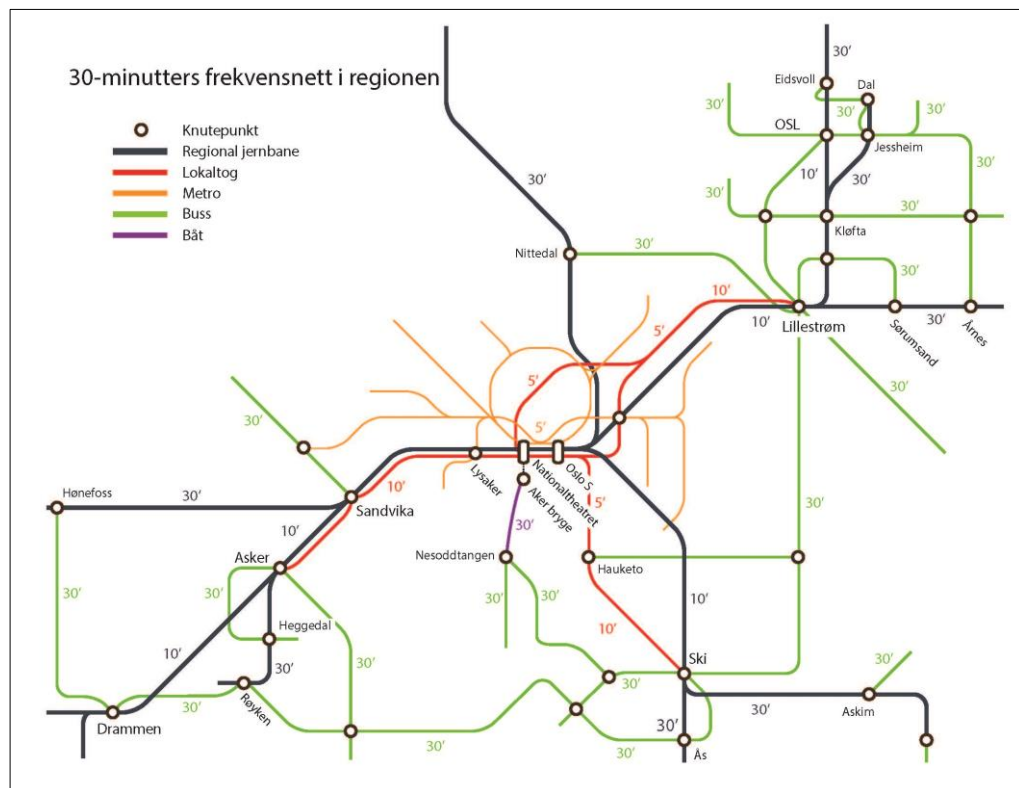 30-minutters frekvensnett i regionen
Knutepunkt
Regional jernbane
Lokaltog
Metro
Buss
Båt
30'
Eidsvoll
Dal
30'
30'
30'
OSL
Jessheim
10'
30'
30'
30'
30'
Kløfta
30'
Nittedal
30'
30'
10'
10'
Lillestrøm
Sørumsand
30'
Årnes
5'
5'
5'
30'
30'
Lysaker
Nationaltheatret
Oslo S
Aker brygge
10'
Hønefoss
30'
Sandvika
10'
5'
30'
30'
Nesoddtangen
Hauketo
Asker
30'
30'
30'
30'
10'
10'
Heggedal
10'
30'
30'
Ski
30'
Røyken
30'
Drammen
30'
30'
30'
Askim
30'
30'
30'
Ås